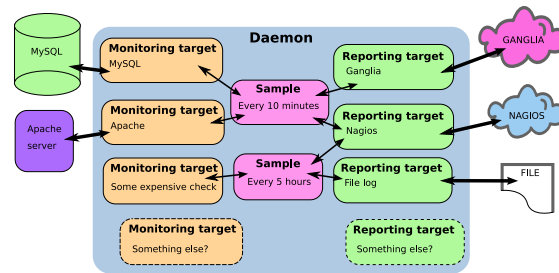 Daemon
MySQL
Monitoring target
MySQL
Reporting target
Ganglia
GANGLIA
Sample
Every 10 minutes
Apache
server
Monitoring target
Apache
Reporting target
Nagios
NAGIOS
Monitoring target
Some expensive check
Sample
Every 5 hours
Reporting target
File log
FILE
Monitoring target
Something else?
Reporting target
Something else?